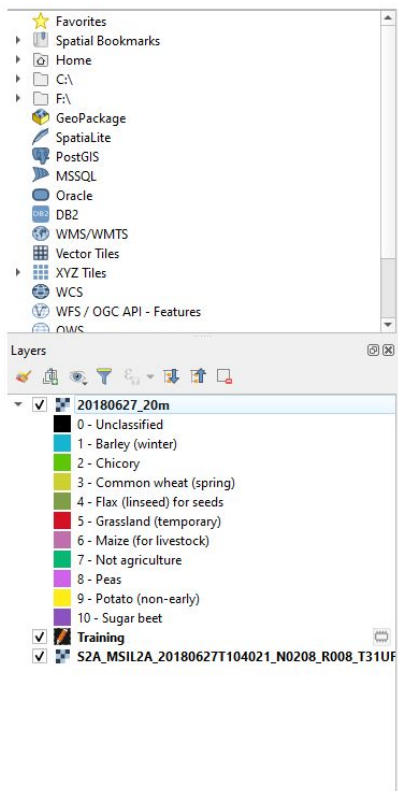 Favorites
Spatial Bookmarks
Home
C:\
F:\
GeoPackage
SpatiaLite
PostGIS
MSSQL
Oracle
DB2
DB2
WMS/WMTS
Vector Tiles
XYZ Tiles
WCS
WFS / OGC API - Features
OWS
Layers
20180627_20m
0 - Unclassified
1 - Barley (winter)
2 - Chicory
3 - Common wheat (spring)
4 - Flax (linseed) for seeds
5 - Grassland (temporary)
6 - Maize (for livestock)
7 - Not agriculture
8 - Peas
9 - Potato (non-early)
10 - Sugar beet
Training
S2A_MSIL2A_20180627T104021_N0208_R008_T31UF